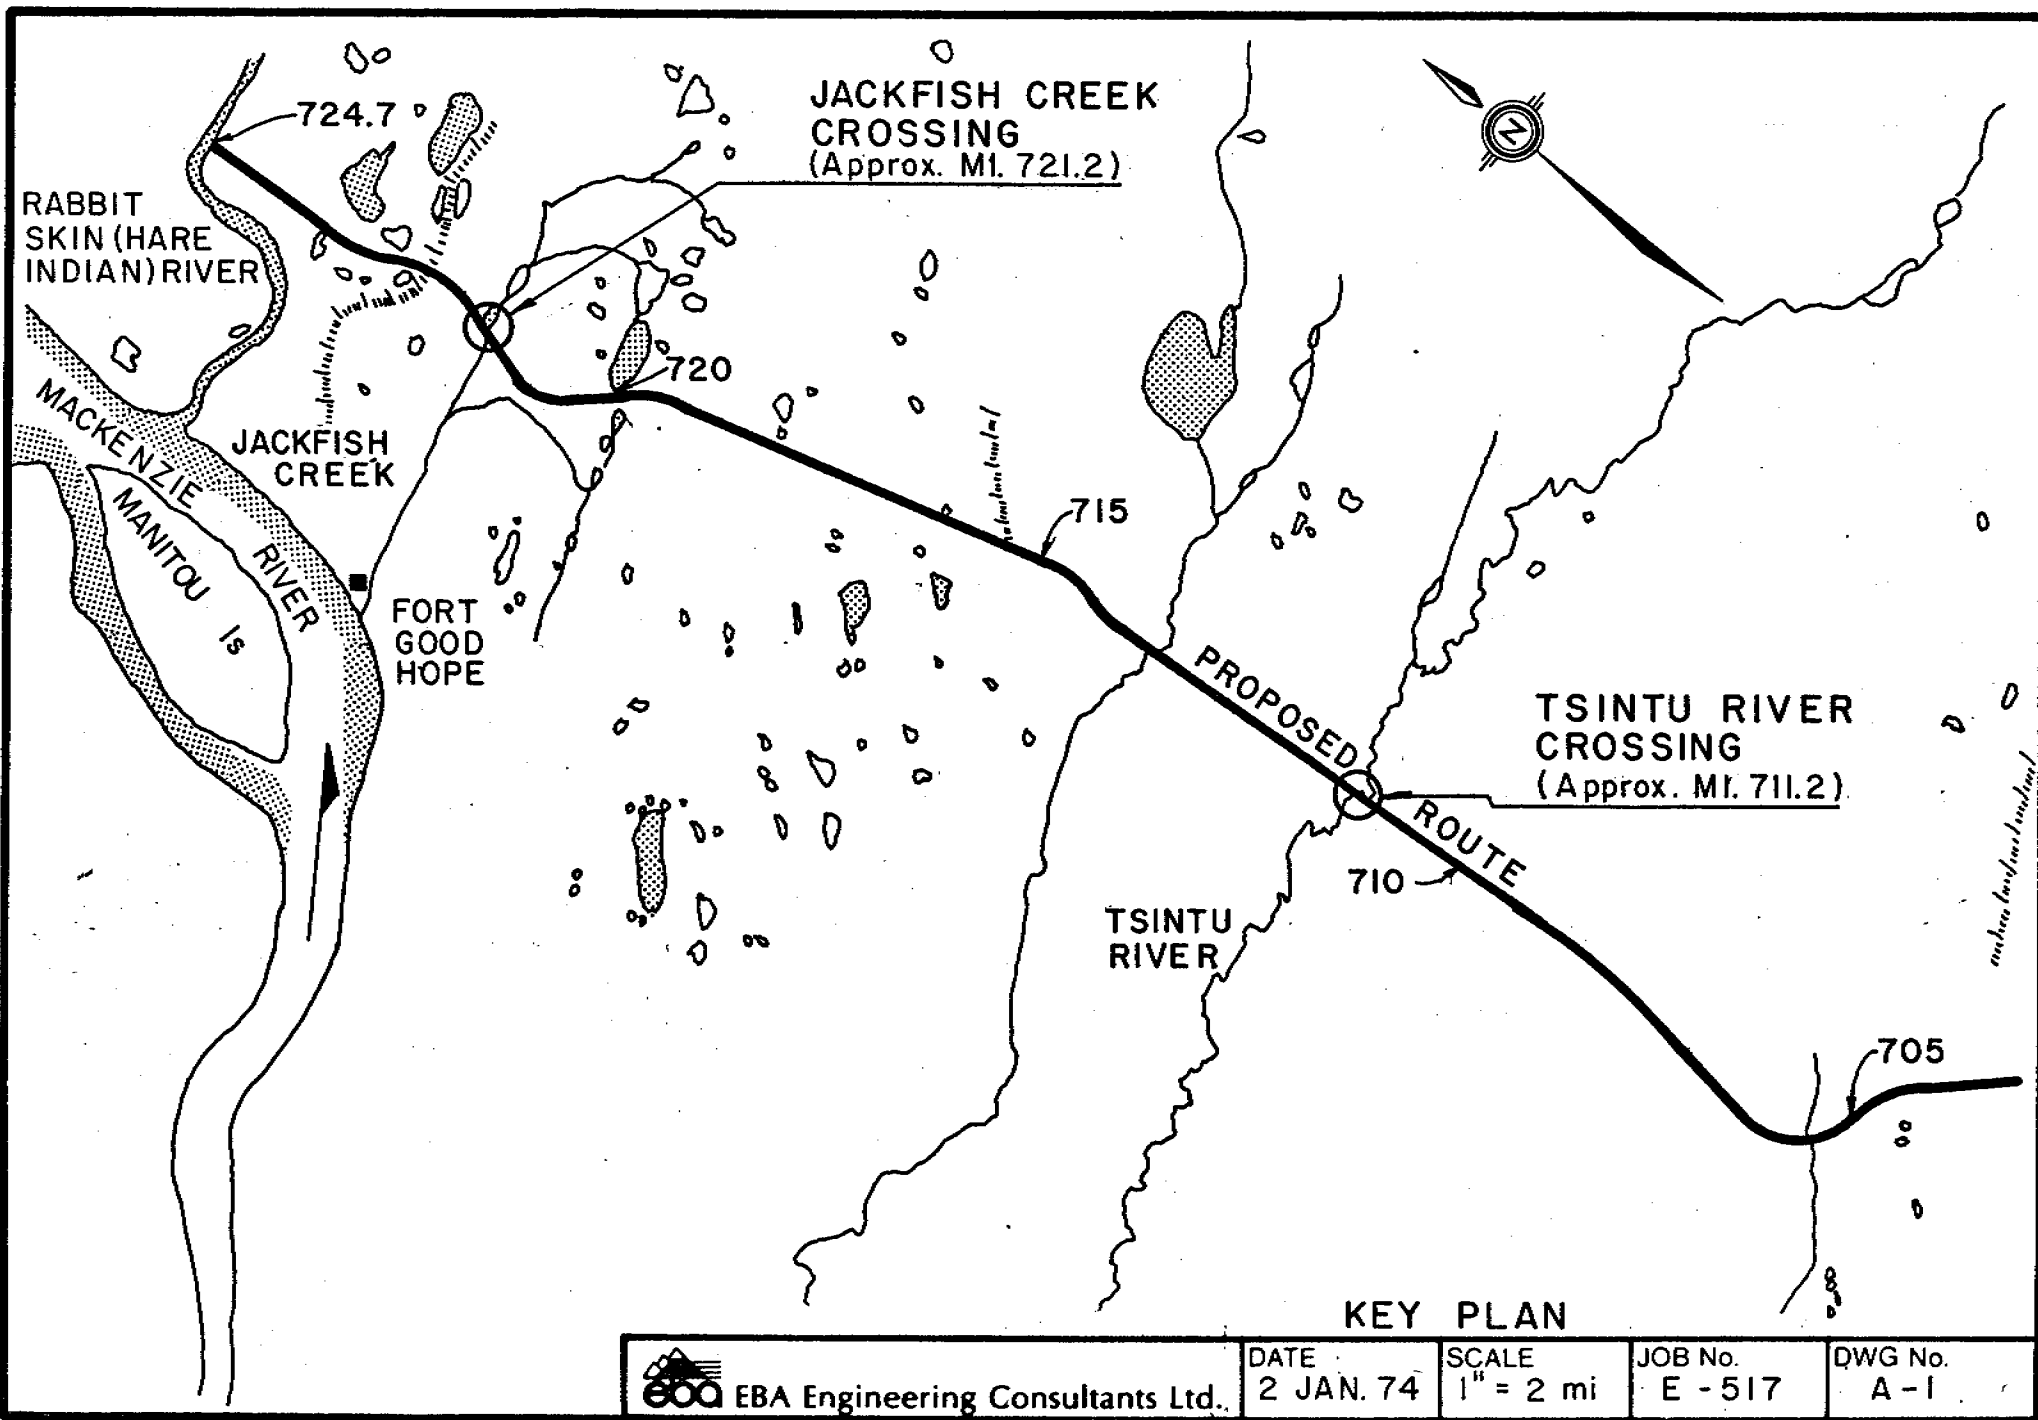 724.7
JACKFISH CREEK
CROSSING
(Approx. MI. 721.2)
N
RABBIT
SKIN (HARE
INDIAN) RIVER
720
MACKENZIE RIVER
JACKFISH
CREEK
MANITOU Is
715
FORT
GOOD
HOPE
PROPOSED ROUTE
TSINTU RIVER
CROSSING
(Approx. MI. 711.2)
710
TSINTU
RIVER
705
KEY PLAN
eba EBA Engineering Consultants Ltd.
DATE
2 JAN. 74
SCALE
1" = 2 mi
JOB No.
E - 517
DWG No.
A - 1